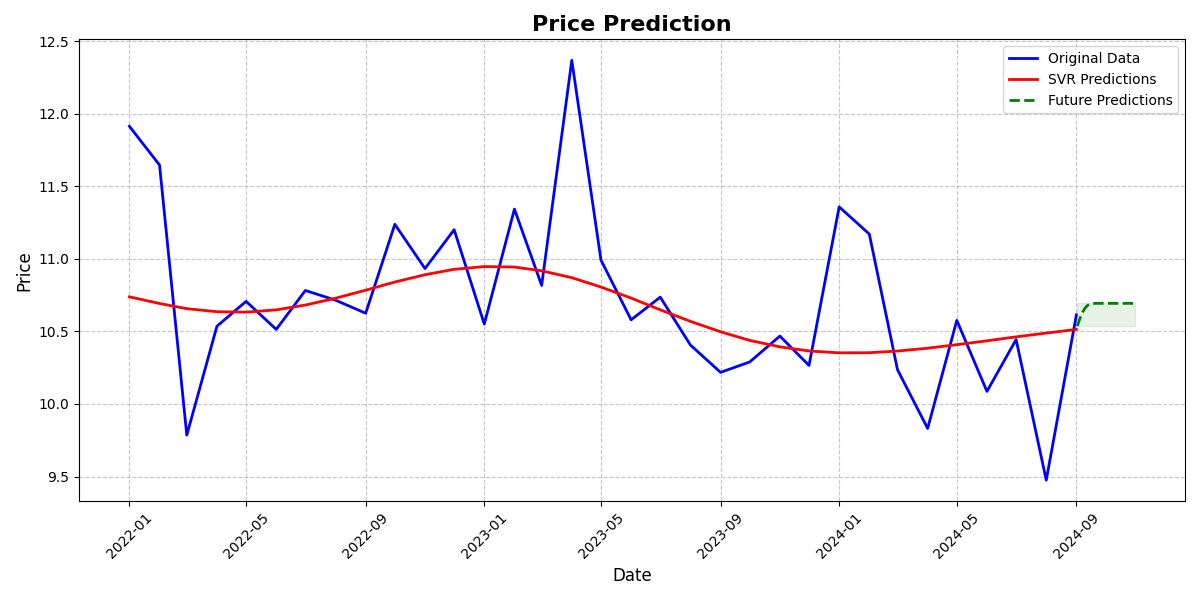 Price Prediction
Original Data
SVR Predictions
Future Predictions
12.5
12.0
11.5
11.0
10.5
10.0
9.5
Price
2022-01
2022-05
2022-09
2023-01
2023-05
2023-09
2024-01
2024-05
2024-09
Date